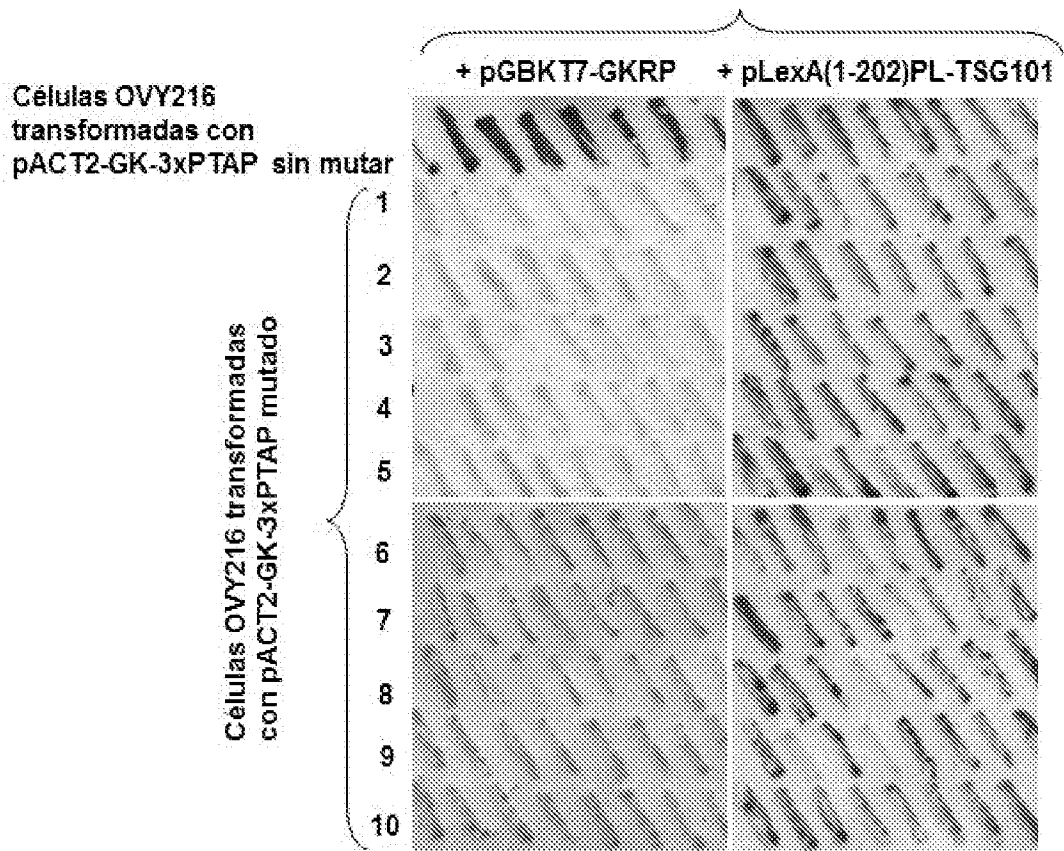 + pGBKT7-GKRP + pLexA(1-202)PL-TSG101
Células OVY216
transformadas con
pACT2-GK-3xPTAP sin mutar
Células OVY216 transformadas
con pACT2-GK-3xPTAP mutado
1
2
3
4
5
6
7
8
9
10